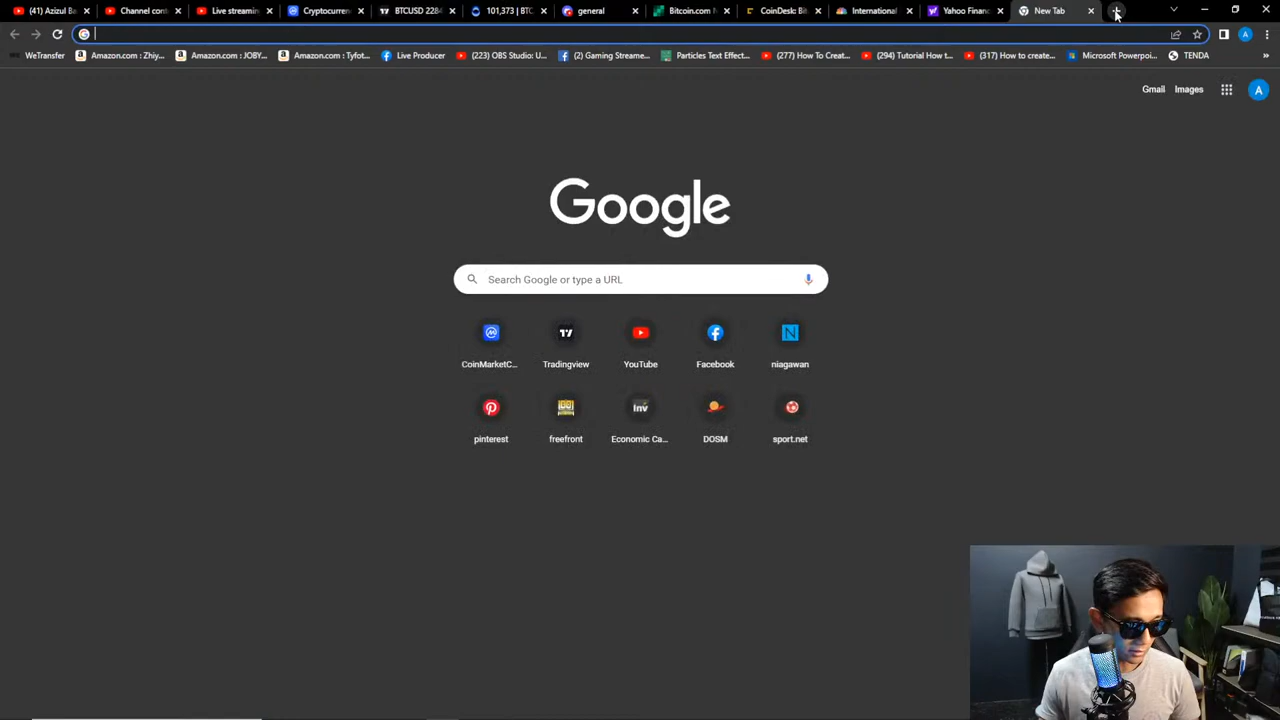 (41) Azizul Ba
Channel cont
Live streamin
Cryptocurren
BTCUSD 2284
101,373 | BTC
general
Bitcoin.com N
CoinDesk: Bit
International
Yahoo Financ
New Tab
WeTransfer
Amazon.com : Zhiy...
Amazon.com : JOBY...
Amazon.com : Tyfot...
Live Producer
(223) OBS Studio: U...
(2) Gaming Streame...
Particles Text Effect...
(277) How To Creat...
(294) Tutorial How t...
(317) How to create...
Microsoft Powerpoi...
TENDA
»
Gmail
Images
A
Google
Search Google or type a URL
CoinMarketC...
Tradingview
YouTube
Facebook
niagawan
pinterest
freefront
Inv
Economic Ca...
DOSM
sport.net